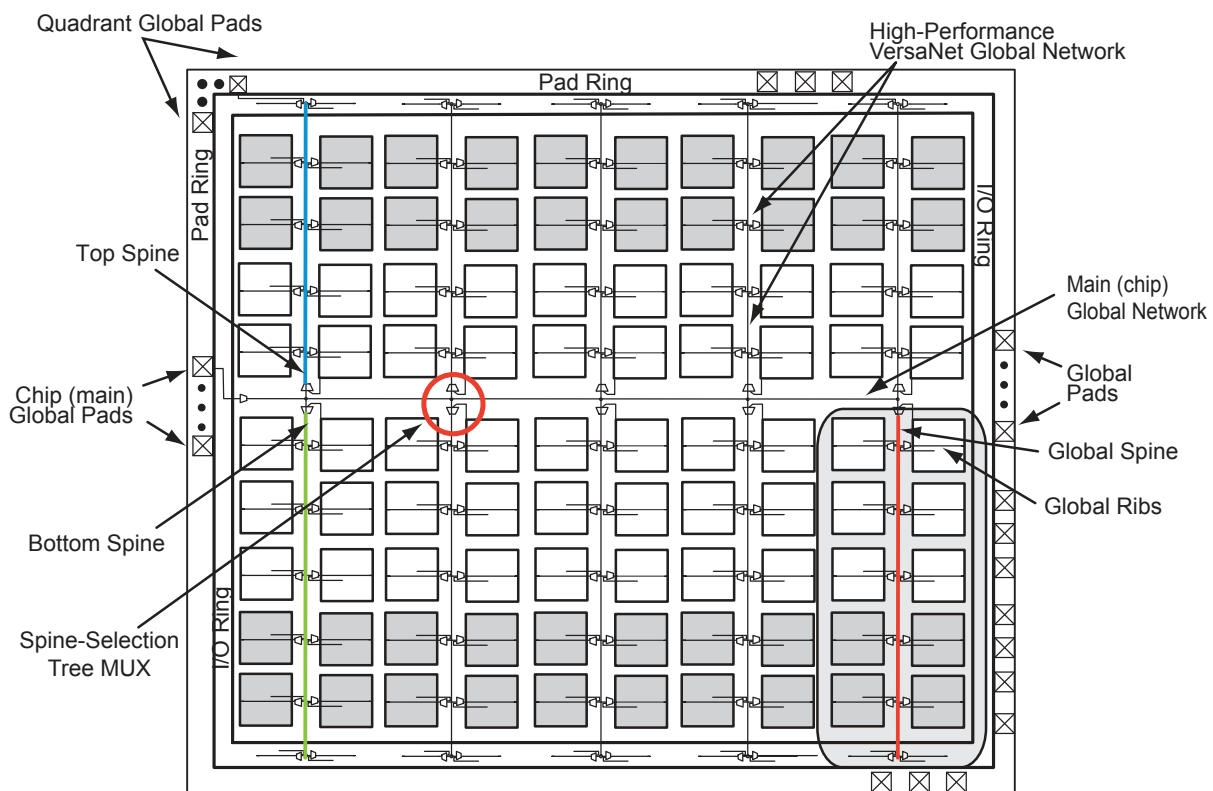 Quadrant Global Pads
High-Performance
VersaNet Global Network
Pad Ring
Pad Ring
I/O Ring
Top Spine
Main (chip)
Global Network
Chip (main)
Global Pads
Global
Pads
Global Spine
Global Ribs
Bottom Spine
I/O Ring
Spine-Selection
Tree MUX